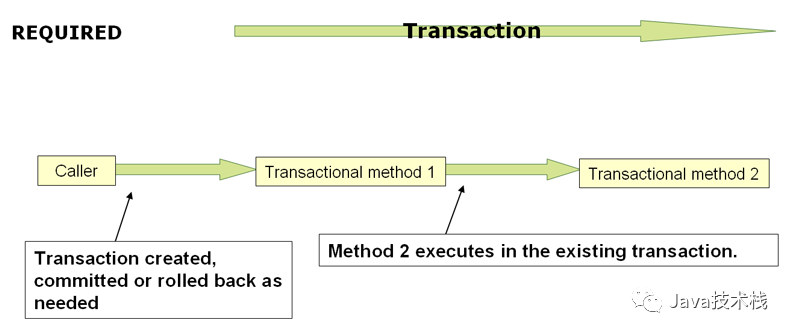 REQUIRED
Transaction
Caller
Transactional method 1
Transactional method 2
Transaction created,
committed or rolled back as
needed
Method 2 executes in the existing transaction.
Java技术栈